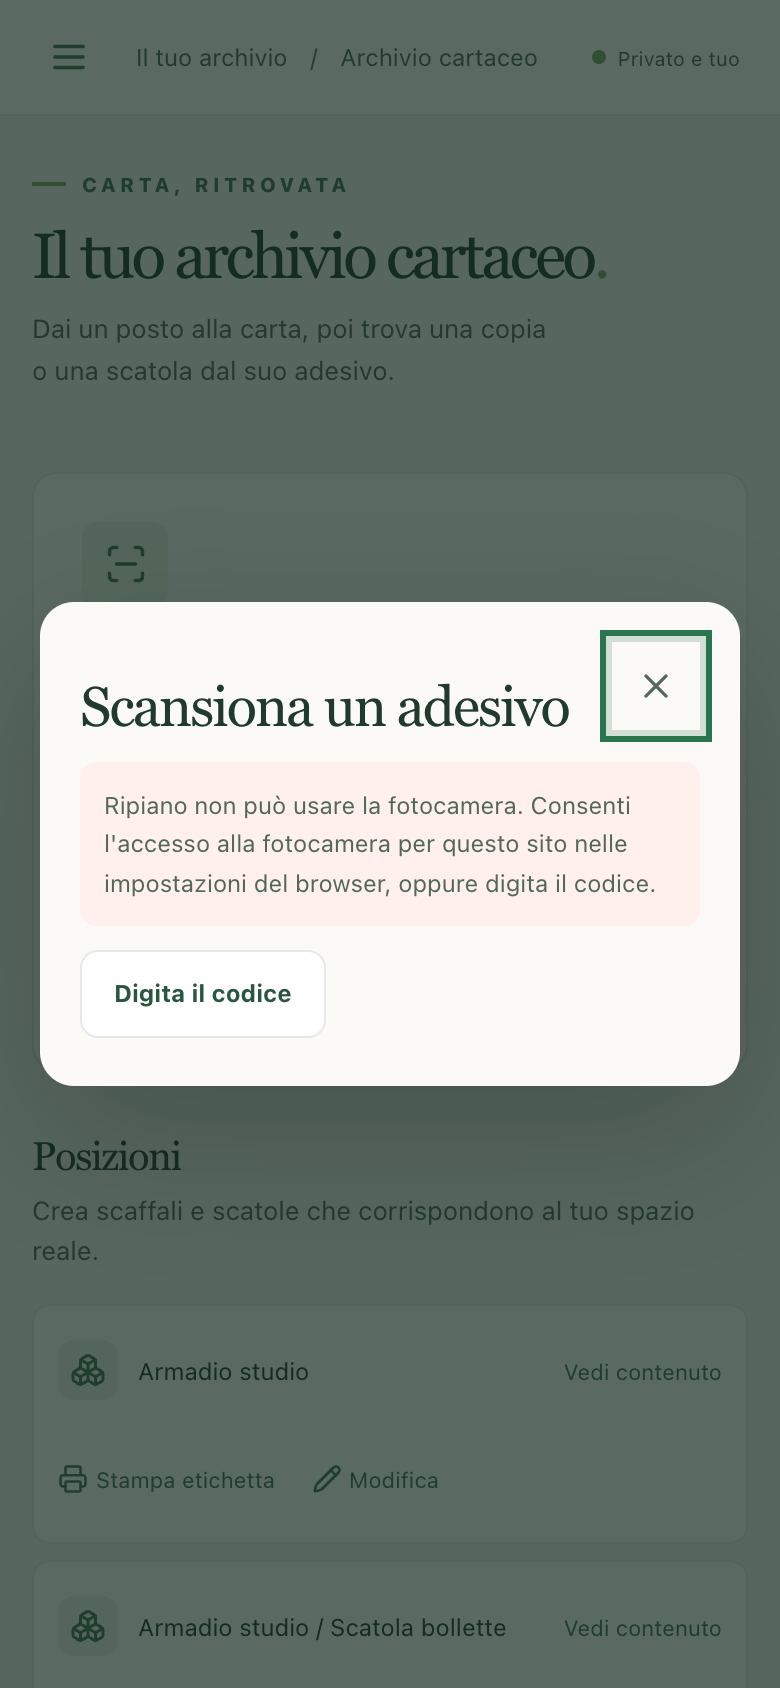 Il tuo archivio / Archivio cartaceo
Privato e tuo
CARTA, RITROVATA
Il tuo archivio cartaceo.
Dai un posto alla carta, poi trova una copia
o una scatola dal suo adesivo.
Scansiona un adesivo
Ripiano non può usare la fotocamera. Consenti
l'accesso alla fotocamera per questo sito nelle
impostazioni del browser, oppure digita il codice.
Digita il codice
Posizioni
Crea scaffali e scatole che corrispondono al tuo spazio
reale.
Armadio studio
Vedi contenuto
Stampa etichetta
Modifica
Armadio studio / Scatola bollette
Vedi contenuto